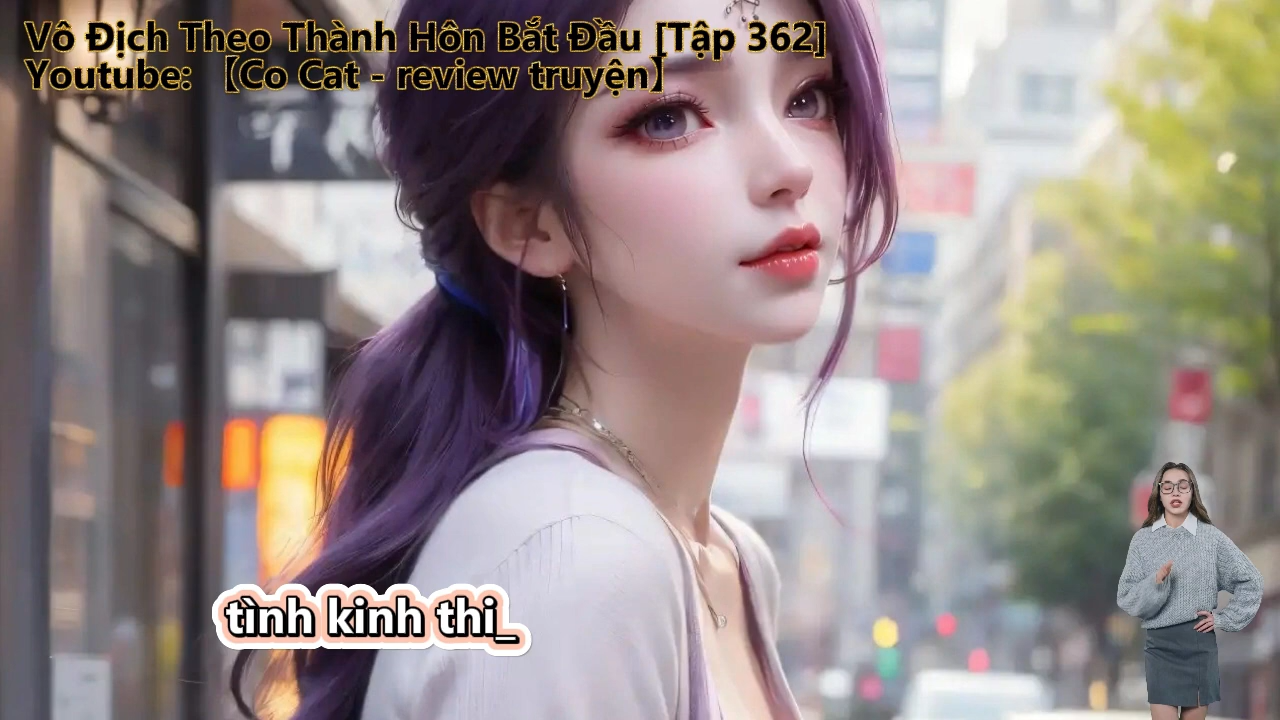 Vô Địch Theo Thành Hôn Bắt Đầu [Tập 362]
Youtube: 【Co Cat - review truyện】
tình kinh thi_